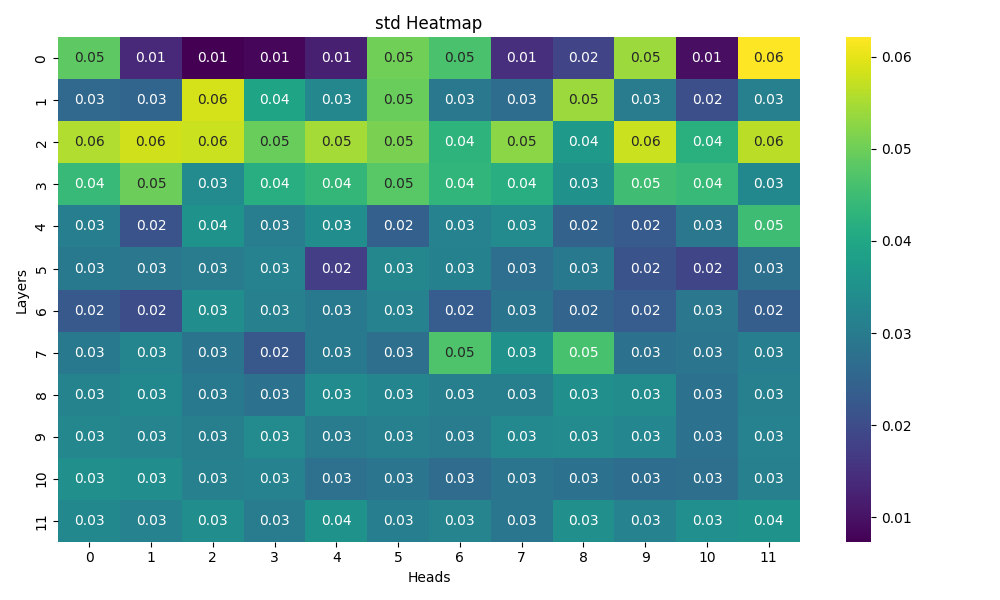 std Heatmap
0 0.05 0.01 0.01 0.01 0.01 0.05 0.05 0.01 0.02 0.05 0.01 0.06
1 0.03 0.03 0.06 0.04 0.03 0.05 0.03 0.03 0.05 0.03 0.02 0.03
2 0.06 0.06 0.06 0.05 0.05 0.05 0.04 0.05 0.04 0.06 0.04 0.06
3 0.04 0.05 0.03 0.04 0.04 0.05 0.04 0.04 0.03 0.05 0.04 0.03
4 0.03 0.02 0.04 0.03 0.03 0.02 0.03 0.03 0.02 0.02 0.03 0.05
5 0.03 0.03 0.03 0.03 0.02 0.03 0.03 0.03 0.03 0.02 0.02 0.03
6 0.02 0.02 0.03 0.03 0.03 0.03 0.02 0.03 0.02 0.02 0.03 0.02
7 0.03 0.03 0.03 0.02 0.03 0.03 0.05 0.03 0.05 0.03 0.03 0.03
8 0.03 0.03 0.03 0.03 0.03 0.03 0.03 0.03 0.03 0.03 0.03 0.03
9 0.03 0.03 0.03 0.03 0.03 0.03 0.03 0.03 0.03 0.03 0.03 0.03
10 0.03 0.03 0.03 0.03 0.03 0.03 0.03 0.03 0.03 0.03 0.03 0.03
11 0.03 0.03 0.03 0.03 0.04 0.03 0.03 0.03 0.03 0.03 0.03 0.04
0 1 2 3 4 5 6 7 8 9 10 11
Heads
Layers
0.06
0.05
0.04
0.03
0.02
0.01